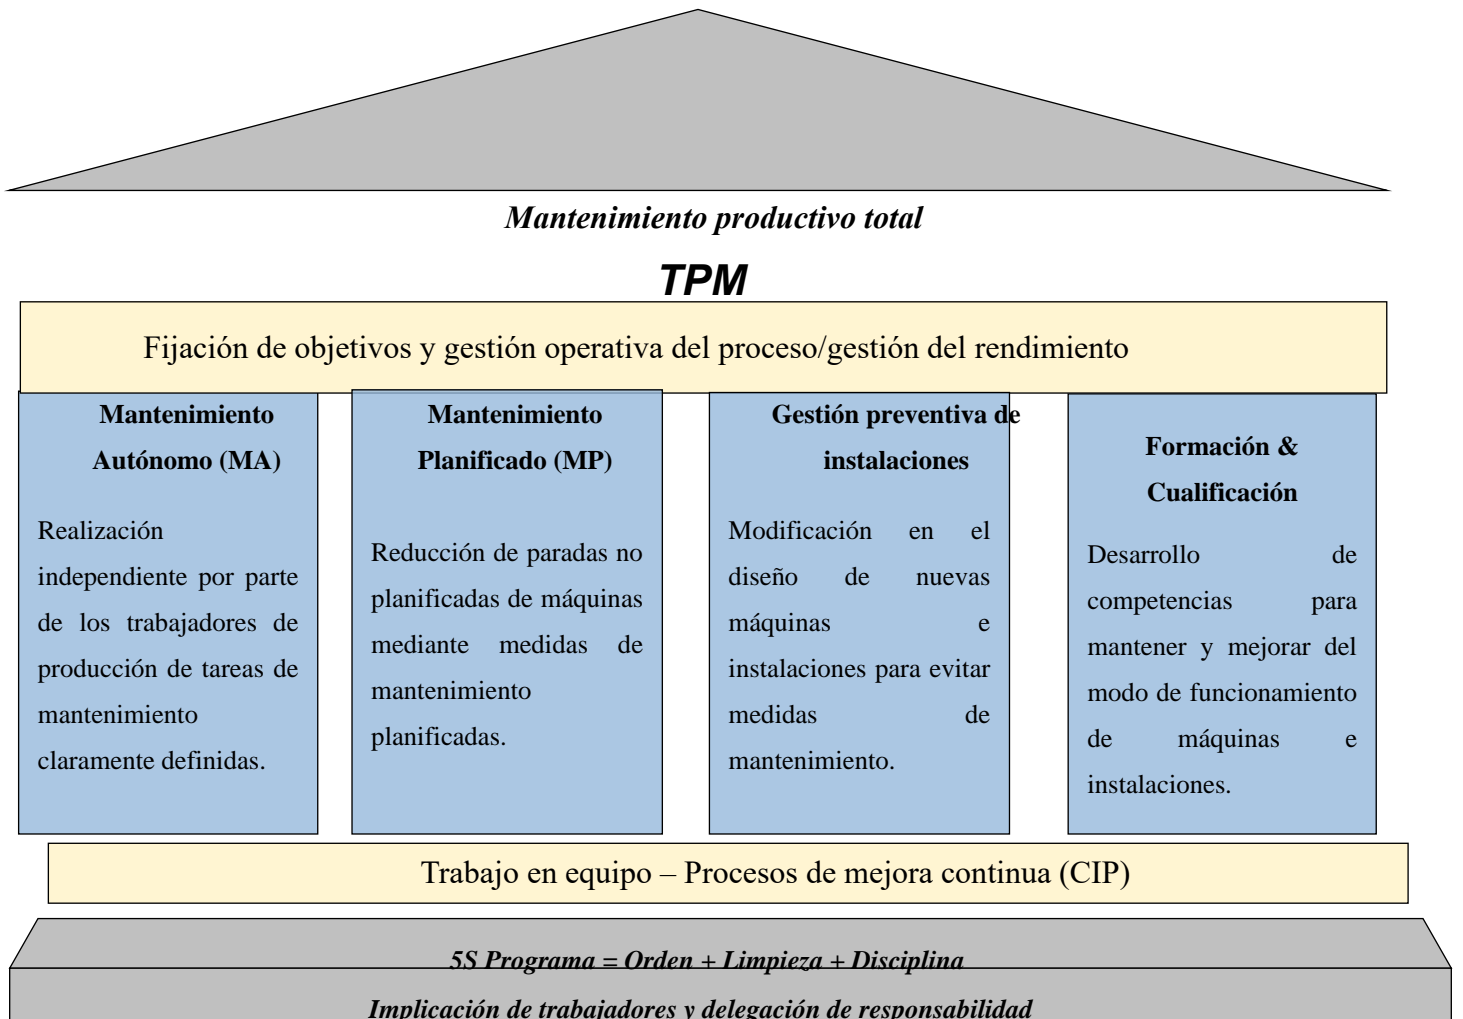 Mantenimiento productivo total
TPM
Fijación de objetivos y gestión operativa del proceso/gestión del rendimiento
Mantenimiento
Autónomo (MA)
Realización
independiente por parte
de los trabajadores de
producción de tareas de
mantenimiento
claramente definidas.
Mantenimiento
Planificado (MP)
Reducción de paradas no
planificadas de máquinas
mediante medidas de
mantenimiento
planificadas.
Gestión preventiva de
instalaciones
Modificación en el
diseño de nuevas
máquinas e
instalaciones para evitar
medidas de
mantenimiento.
Formación &
Cualificación
Desarrollo de
competencias para
mantener y mejorar del
modo de funcionamiento
de máquinas e
instalaciones.
Trabajo en equipo – Procesos de mejora continua (CIP)
5S Programa = Orden + Limpieza + Disciplina
Implicación de trabajadores y delegación de responsabilidad